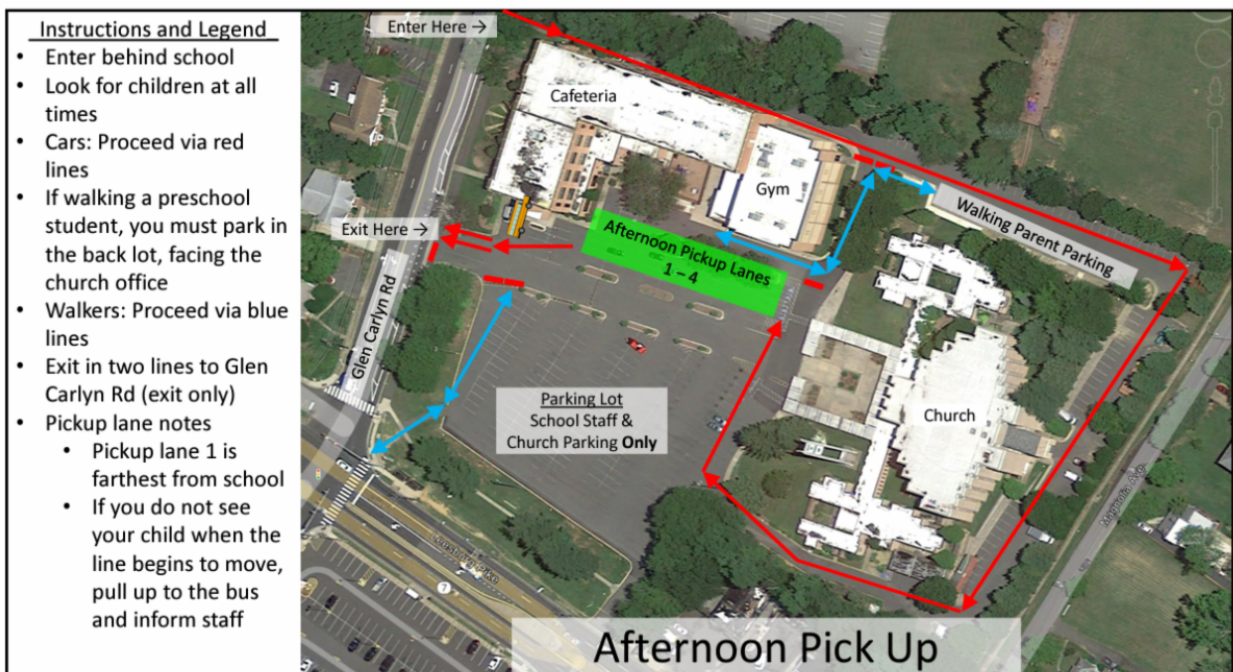 Instructions and Legend
• Enter behind school
• Look for children at all
times
• Cars: Proceed via red
lines
• If walking a preschool
student, you must park in
the back lot, facing the
church office
• Walkers: Proceed via blue
lines
• Exit in two lines to Glen
Carlyn Rd (exit only)
• Pickup lane notes
• Pickup lane 1 is
farthest from school
• If you do not see
your child when the
line begins to move,
pull up to the bus
and inform staff
Enter Here →
Cafeteria
Gym
Walking Parent Parking
Exit Here →
Afternoon Pickup Lanes
1 – 4
Glen Carlyn Rd
Parking Lot
School Staff &
Church Parking Only
Church
Magnolia Ave
Leesburg Pike
7
Afternoon Pick Up